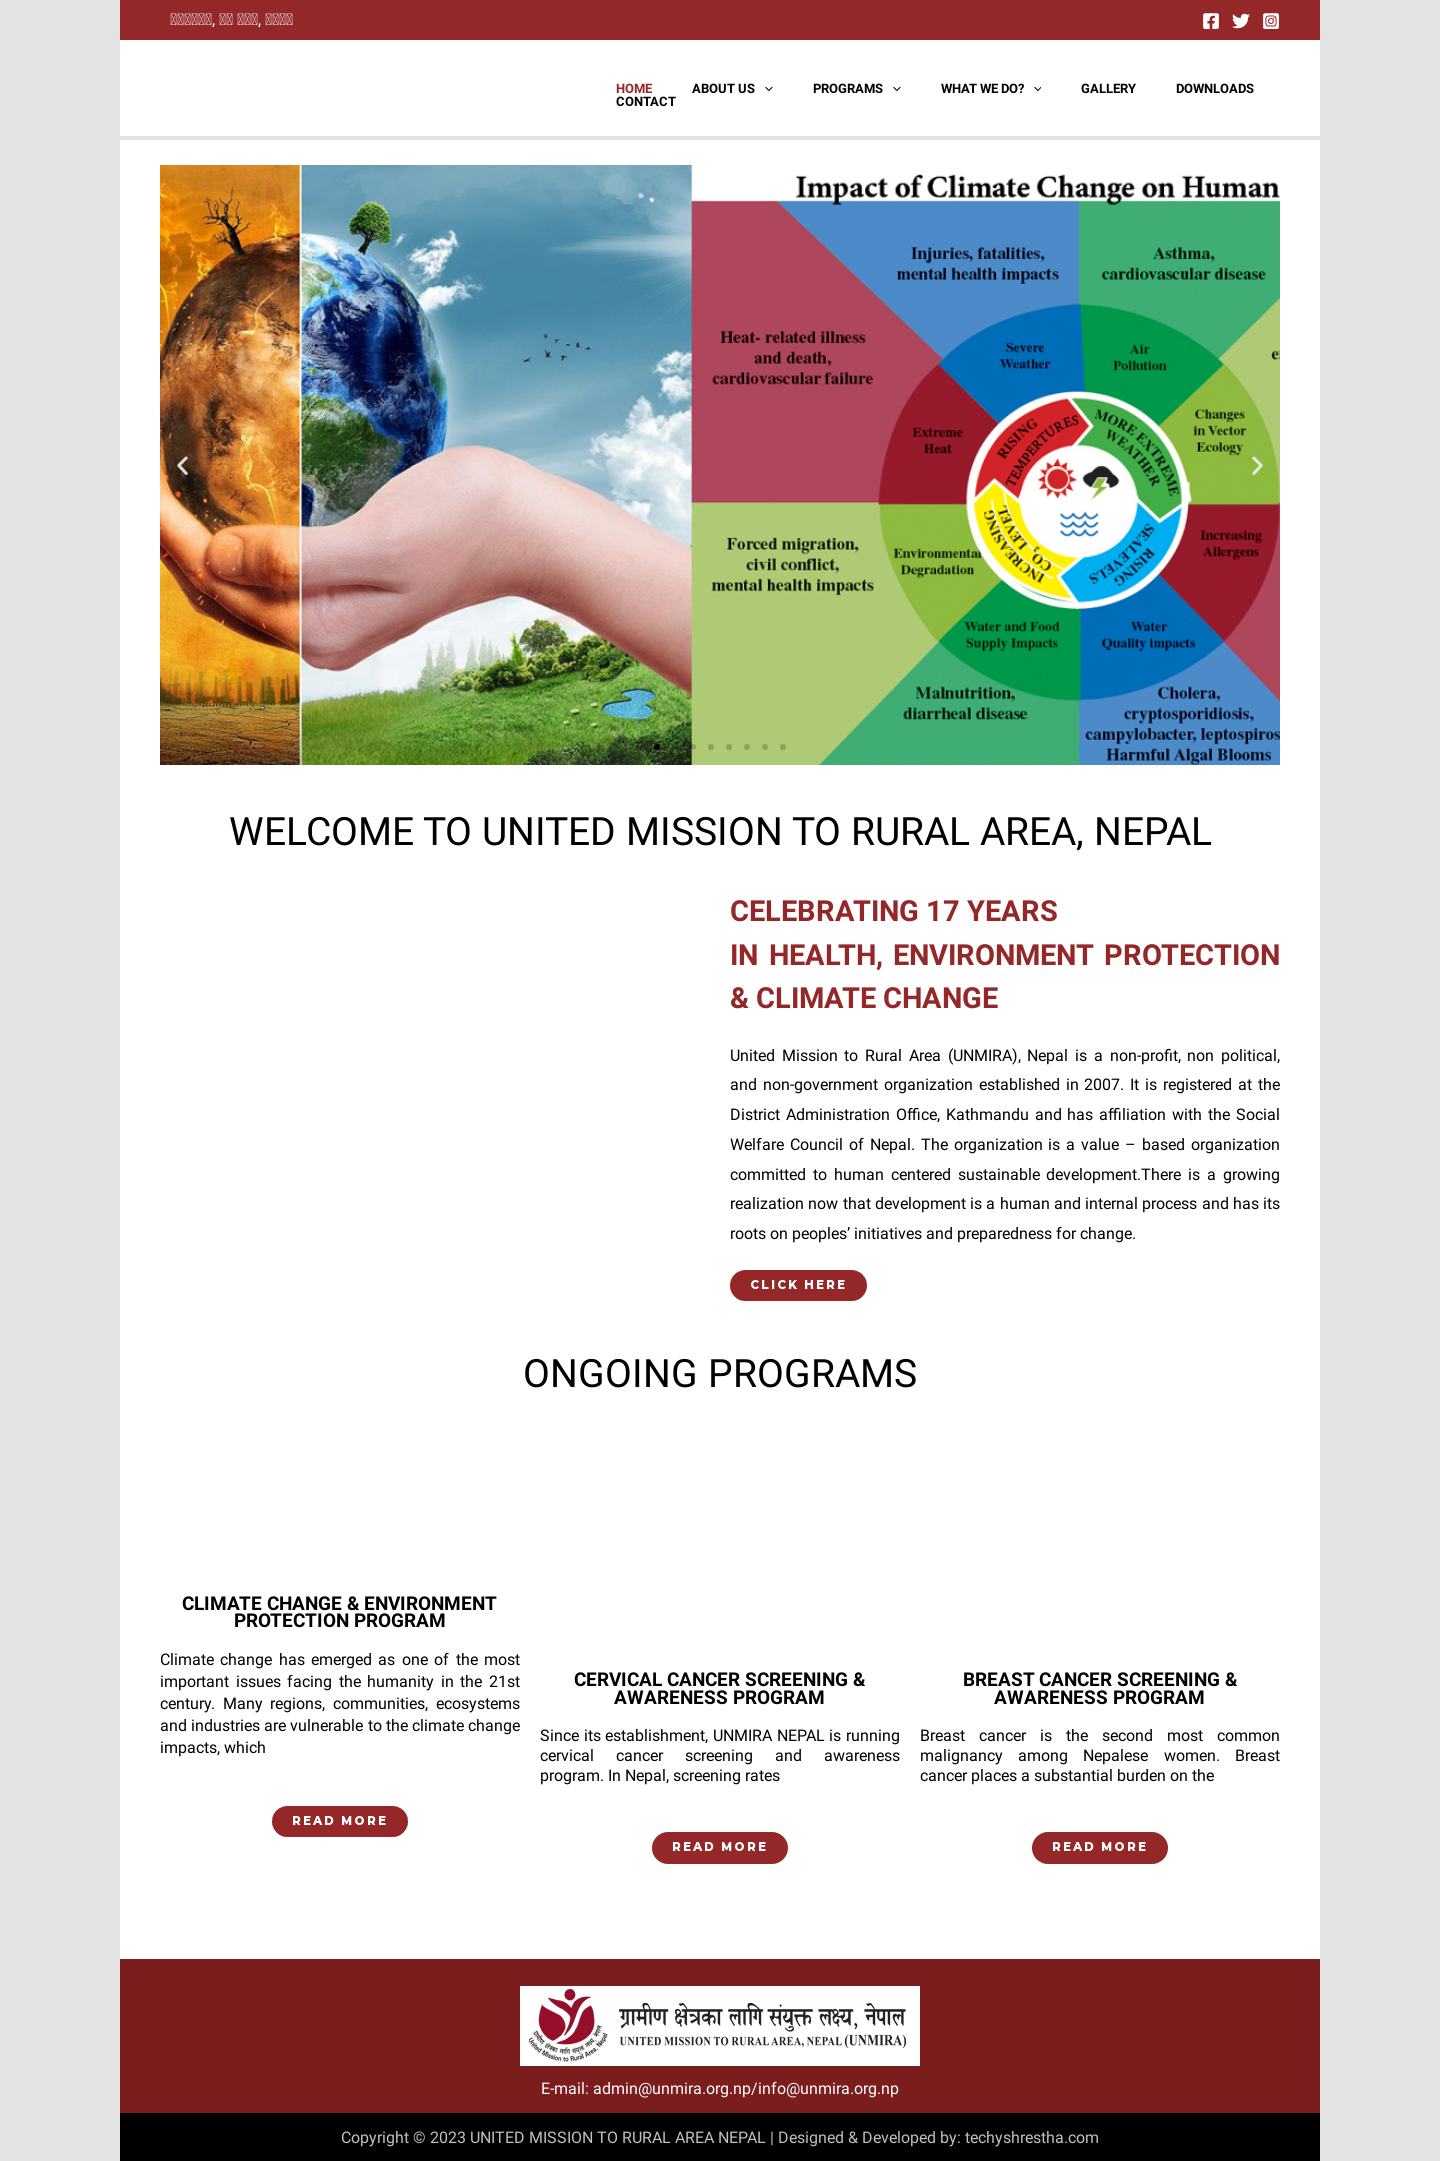 HOME
ABOUT US
PROGRAMS
WHAT WE DO?
GALLERY
DOWNLOADS
CONTACT
Impact of Climate Change on Human
Injuries, fatalities,
mental health impacts
Asthma,
cardiovascular disease
Heat- related illness
and death,
cardiovascular failure
Severe
Weather
Air
Pollution
Extreme
Heat
Changes
in Vector
Ecology
RISING
TEMPERTURES
MORE EXTREME
WEATHER
Forced migration,
civil conflict,
mental health impacts
Environmental
Degradation
INCREASING
CO₂ LEVEL
RISING
SEA LEVELS
Increasing
Allergens
Water and Food
Supply Impacts
Water
Quality impacts
Malnutrition,
diarrheal disease
Cholera,
cryptosporidiosis,
campylobacter, leptospiros
Harmful Algal Blooms
WELCOME TO UNITED MISSION TO RURAL AREA, NEPAL
CELEBRATING 17 YEARS
IN HEALTH, ENVIRONMENT PROTECTION
& CLIMATE CHANGE
United Mission to Rural Area (UNMIRA), Nepal is a non-profit, non political,
and non-government organization established in 2007. It is registered at the
District Administration Office, Kathmandu and has affiliation with the Social
Welfare Council of Nepal. The organization is a value – based organization
committed to human centered sustainable development.There is a growing
realization now that development is a human and internal process and has its
roots on peoples’ initiatives and preparedness for change.
CLICK HERE
ONGOING PROGRAMS
CLIMATE CHANGE & ENVIRONMENT
PROTECTION PROGRAM
Climate change has emerged as one of the most
important issues facing the humanity in the 21st
century. Many regions, communities, ecosystems
and industries are vulnerable to the climate change
impacts, which
READ MORE
CERVICAL CANCER SCREENING &
AWARENESS PROGRAM
Since its establishment, UNMIRA NEPAL is running
cervical cancer screening and awareness
program. In Nepal, screening rates
READ MORE
BREAST CANCER SCREENING &
AWARENESS PROGRAM
Breast cancer is the second most common
malignancy among Nepalese women. Breast
cancer places a substantial burden on the
READ MORE
ग्रामीण क्षेत्रका लागि संयुक्त लक्ष्य, नेपाल
UNITED MISSION TO RURAL AREA, NEPAL (UNMIRA)
ग्रामीण क्षेत्रका लागि संयुक्त लक्ष्य, नेपाल
United Mission to Rural Area, Nepal
E-mail: admin@unmira.org.np/info@unmira.org.np
Copyright © 2023 UNITED MISSION TO RURAL AREA NEPAL | Designed & Developed by: techyshrestha.com